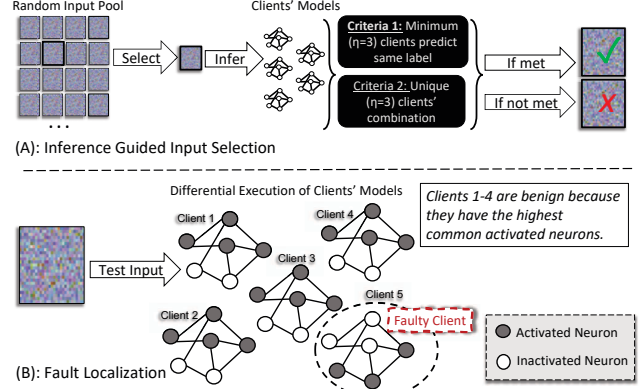 Random Input Pool
Clients' Models
Select
Infer
Criteria 1: Minimum
(η=3) clients predict
same label
Criteria 2: Unique
(η=3) clients'
combination
If met
If not met
✓
X
...
(A): Inference Guided Input Selection
Differential Execution of Clients' Models
Clients 1-4 are benign because
they have the highest
common activated neurons.
Test Input
Client 1
Client 4
Client 3
Client 2
Client 5
Faulty Client
Activated Neuron
Inactivated Neuron
(B): Fault Localization